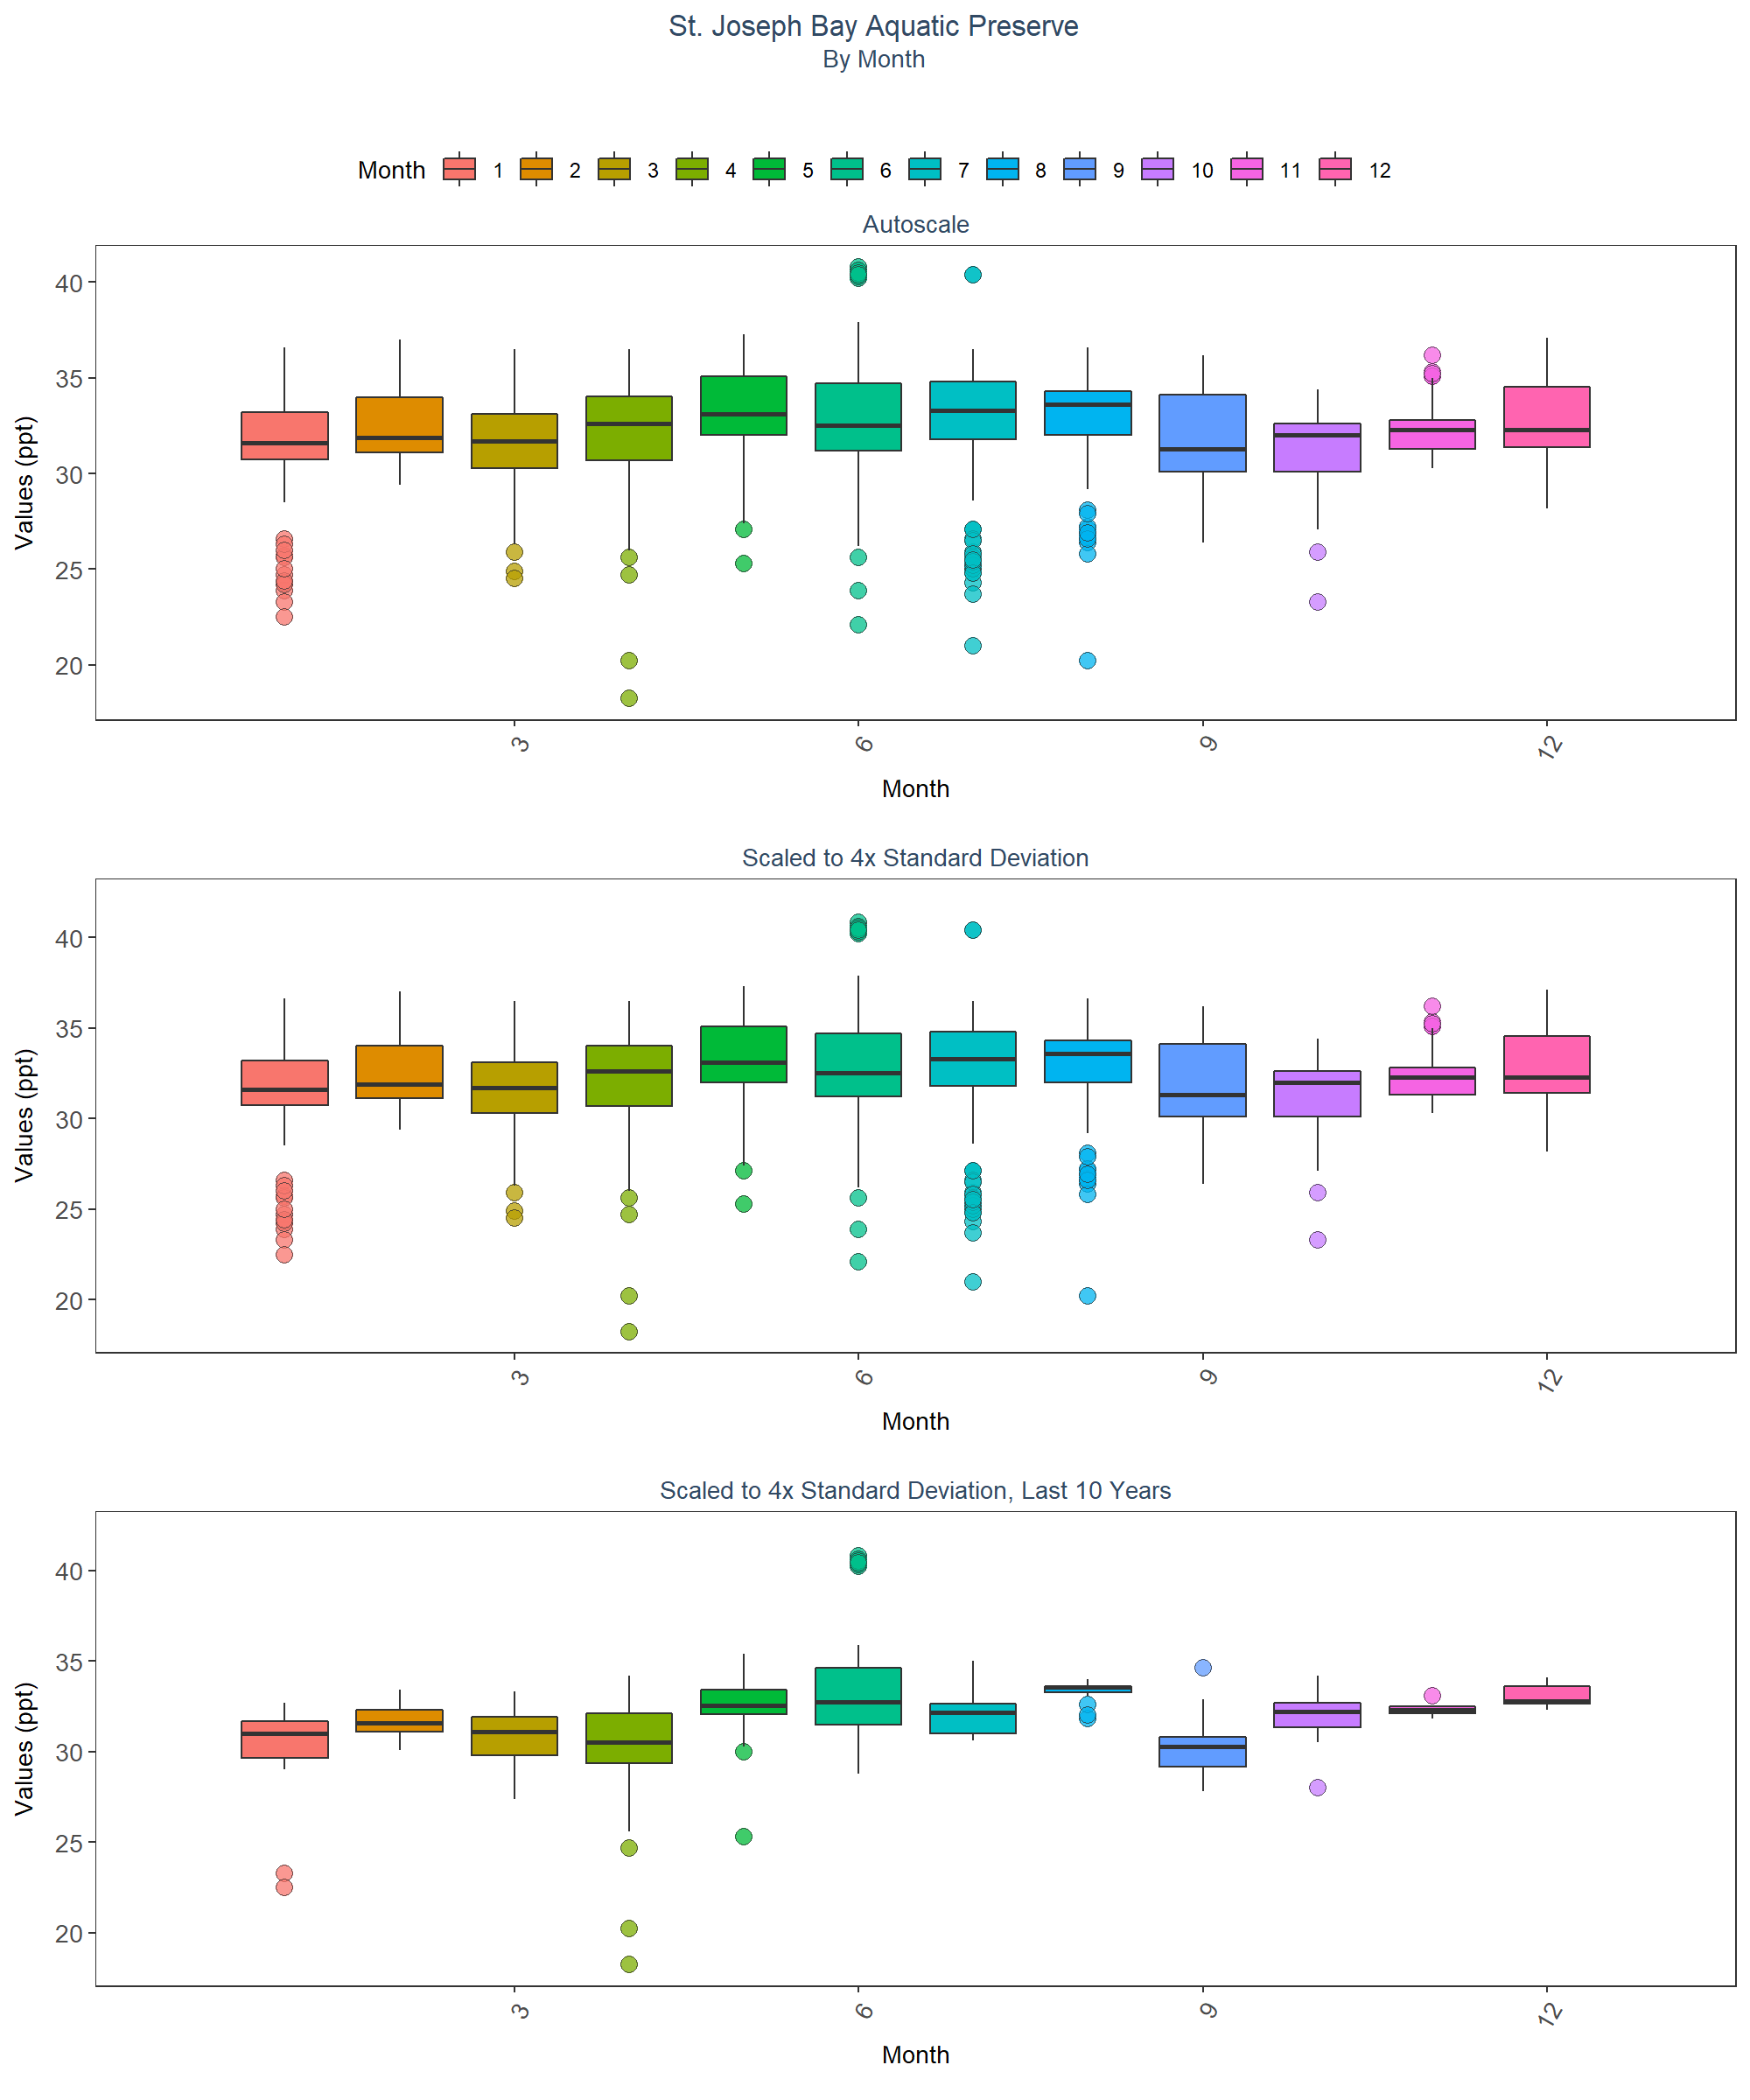 St. Joseph Bay Aquatic Preserve
By Month
Month 1 2 3 4 5 6 7 8 9 10 11 12
Autoscale
Values (ppt)
40
35
30
25
20
3 6 9 12
Month
Scaled to 4x Standard Deviation
Values (ppt)
40
35
30
25
20
3 6 9 12
Month
Scaled to 4x Standard Deviation, Last 10 Years
Values (ppt)
40
35
30
25
20
3 6 9 12
Month